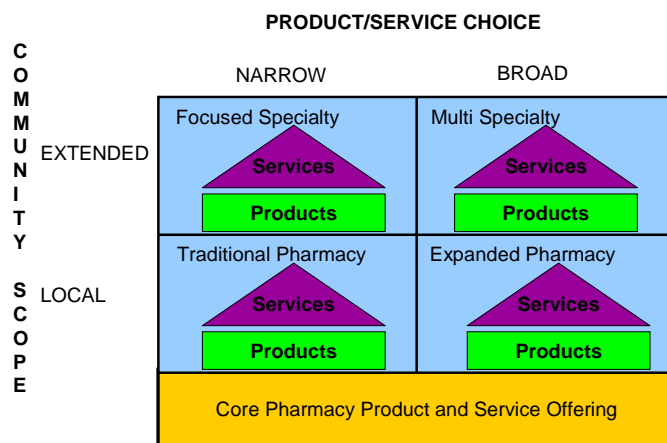 PRODUCT/SERVICE CHOICE
COMMUNITY SCOPE
NARROW BROAD
EXTENDED
Focused Specialty Multi Specialty
Services Services
Products Products
LOCAL
Traditional Pharmacy Expanded Pharmacy
Services Services
Products Products
Core Pharmacy Product and Service Offering